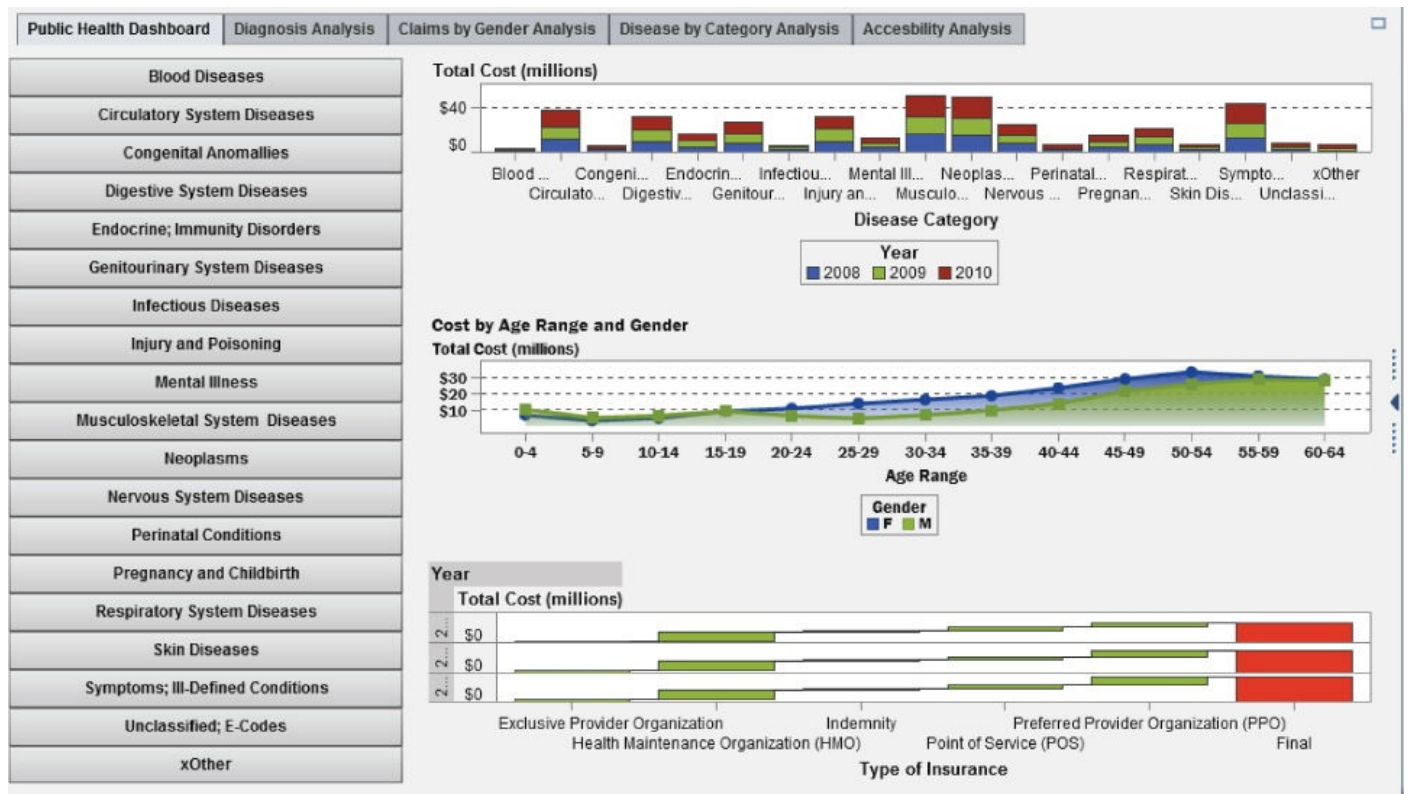 Public Health Dashboard
Diagnosis Analysis
Claims by Gender Analysis
Disease by Category Analysis
Accesbility Analysis
Blood Diseases
Circulatory System Diseases
Congenital Anomallies
Digestive System Diseases
Endocrine; Immunity Disorders
Genitourinary System Diseases
Infectious Diseases
Injury and Poisoning
Mental Illness
Musculoskeletal System Diseases
Neoplasms
Nervous System Diseases
Perinatal Conditions
Pregnancy and Childbirth
Respiratory System Diseases
Skin Diseases
Symptoms; Ill-Defined Conditions
Unclassified; E-Codes
xOther
Total Cost (millions)
$40
$0
Blood ... Congeni... Endocrin... Infectiou... Mental Ill... Neoplas... Perinatal... Respirat... Sympto... xOther
Circulato... Digestiv... Genitour... Injury an... Musculo... Nervous ... Pregnan... Skin Dis... Unclassi...
Disease Category
Year
2008 2009 2010
Cost by Age Range and Gender
Total Cost (millions)
$30
$20
$10
0-4 5-9 10-14 15-19 20-24 25-29 30-34 35-39 40-44 45-49 50-54 55-59 60-64
Age Range
Gender
F M
Year
Total Cost (millions)
2... $0
2... $0
2... $0
Exclusive Provider Organization Indemnity Preferred Provider Organization (PPO)
Health Maintenance Organization (HMO) Point of Service (POS) Final
Type of Insurance